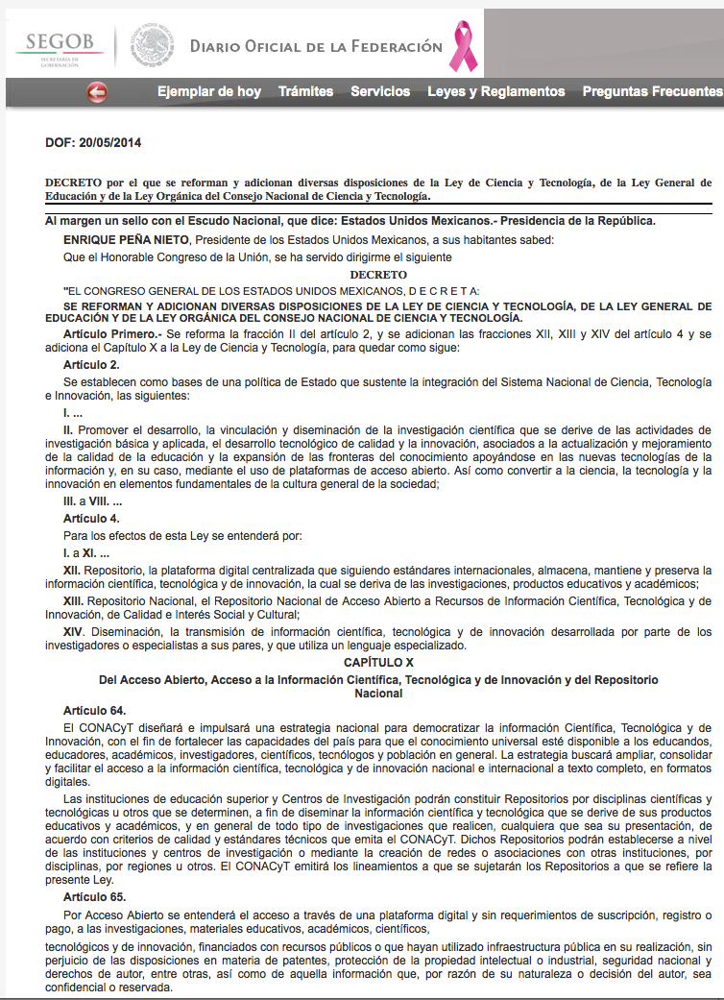 SEGOB
SECRETARÍA DE
GOBERNACIÓN
DIARIO OFICIAL DE LA FEDERACIÓN
Ejemplar de hoy Trámites Servicios Leyes y Reglamentos Preguntas Frecuentes
DOF: 20/05/2014
DECRETO por el que se reforman y adicionan diversas disposiciones de la Ley de Ciencia y Tecnología, de la Ley General de
Educación y de la Ley Orgánica del Consejo Nacional de Ciencia y Tecnología.
Al margen un sello con el Escudo Nacional, que dice: Estados Unidos Mexicanos.- Presidencia de la República.
ENRIQUE PEÑA NIETO, Presidente de los Estados Unidos Mexicanos, a sus habitantes sabed:
Que el Honorable Congreso de la Unión, se ha servido dirigirme el siguiente
DECRETO
"EL CONGRESO GENERAL DE LOS ESTADOS UNIDOS MEXICANOS, D E C R E T A:
SE REFORMAN Y ADICIONAN DIVERSAS DISPOSICIONES DE LA LEY DE CIENCIA Y TECNOLOGÍA, DE LA LEY GENERAL DE
EDUCACIÓN Y DE LA LEY ORGÁNICA DEL CONSEJO NACIONAL DE CIENCIA Y TECNOLOGÍA.
Artículo Primero.- Se reforma la fracción II del artículo 2, y se adicionan las fracciones XII, XIII y XIV del artículo 4 y se
adiciona el Capítulo X a la Ley de Ciencia y Tecnología, para quedar como sigue:
Artículo 2.
Se establecen como bases de una política de Estado que sustente la integración del Sistema Nacional de Ciencia, Tecnología
e Innovación, las siguientes:
I. ...
II. Promover el desarrollo, la vinculación y diseminación de la investigación científica que se derive de las actividades de
investigación básica y aplicada, el desarrollo tecnológico de calidad y la innovación, asociados a la actualización y mejoramiento
de la calidad de la educación y la expansión de las fronteras del conocimiento apoyándose en las nuevas tecnologías de la
información y, en su caso, mediante el uso de plataformas de acceso abierto. Así como convertir a la ciencia, la tecnología y la
innovación en elementos fundamentales de la cultura general de la sociedad;
III. a VIII. ...
Artículo 4.
Para los efectos de esta Ley se entenderá por:
I. a XI. ...
XII. Repositorio, la plataforma digital centralizada que siguiendo estándares internacionales, almacena, mantiene y preserva la
información científica, tecnológica y de innovación, la cual se deriva de las investigaciones, productos educativos y académicos;
XIII. Repositorio Nacional, el Repositorio Nacional de Acceso Abierto a Recursos de Información Científica, Tecnológica y de
Innovación, de Calidad e Interés Social y Cultural;
XIV. Diseminación, la transmisión de información científica, tecnológica y de innovación desarrollada por parte de los
investigadores o especialistas a sus pares, y que utiliza un lenguaje especializado.
CAPÍTULO X
Del Acceso Abierto, Acceso a la Información Científica, Tecnológica y de Innovación y del Repositorio
Nacional
Artículo 64.
El CONACyT diseñará e impulsará una estrategia nacional para democratizar la información Científica, Tecnológica y de
Innovación, con el fin de fortalecer las capacidades del país para que el conocimiento universal esté disponible a los educandos,
educadores, académicos, investigadores, científicos, tecnólogos y población en general. La estrategia buscará ampliar, consolidar
y facilitar el acceso a la información científica, tecnológica y de innovación nacional e internacional a texto completo, en formatos
digitales.
Las instituciones de educación superior y Centros de Investigación podrán constituir Repositorios por disciplinas científicas y
tecnológicas u otros que se determinen, a fin de diseminar la información científica y tecnológica que se derive de sus productos
educativos y académicos, y en general de todo tipo de investigaciones que realicen, cualquiera que sea su presentación, de
acuerdo con criterios de calidad y estándares técnicos que emita el CONACyT. Dichos Repositorios podrán establecerse a nivel
de las instituciones y centros de investigación o mediante la creación de redes o asociaciones con otras instituciones, por
disciplinas, por regiones u otros. El CONACyT emitirá los lineamientos a que se sujetarán los Repositorios a que se refiere la
presente Ley.
Artículo 65.
Por Acceso Abierto se entenderá el acceso a través de una plataforma digital y sin requerimientos de suscripción, registro o
pago, a las investigaciones, materiales educativos, académicos, científicos,
tecnológicos y de innovación, financiados con recursos públicos o que hayan utilizado infraestructura pública en su realización, sin
perjuicio de las disposiciones en materia de patentes, protección de la propiedad intelectual o industrial, seguridad nacional y
derechos de autor, entre otras, así como de aquella información que, por razón de su naturaleza o decisión del autor, sea
confidencial o reservada.